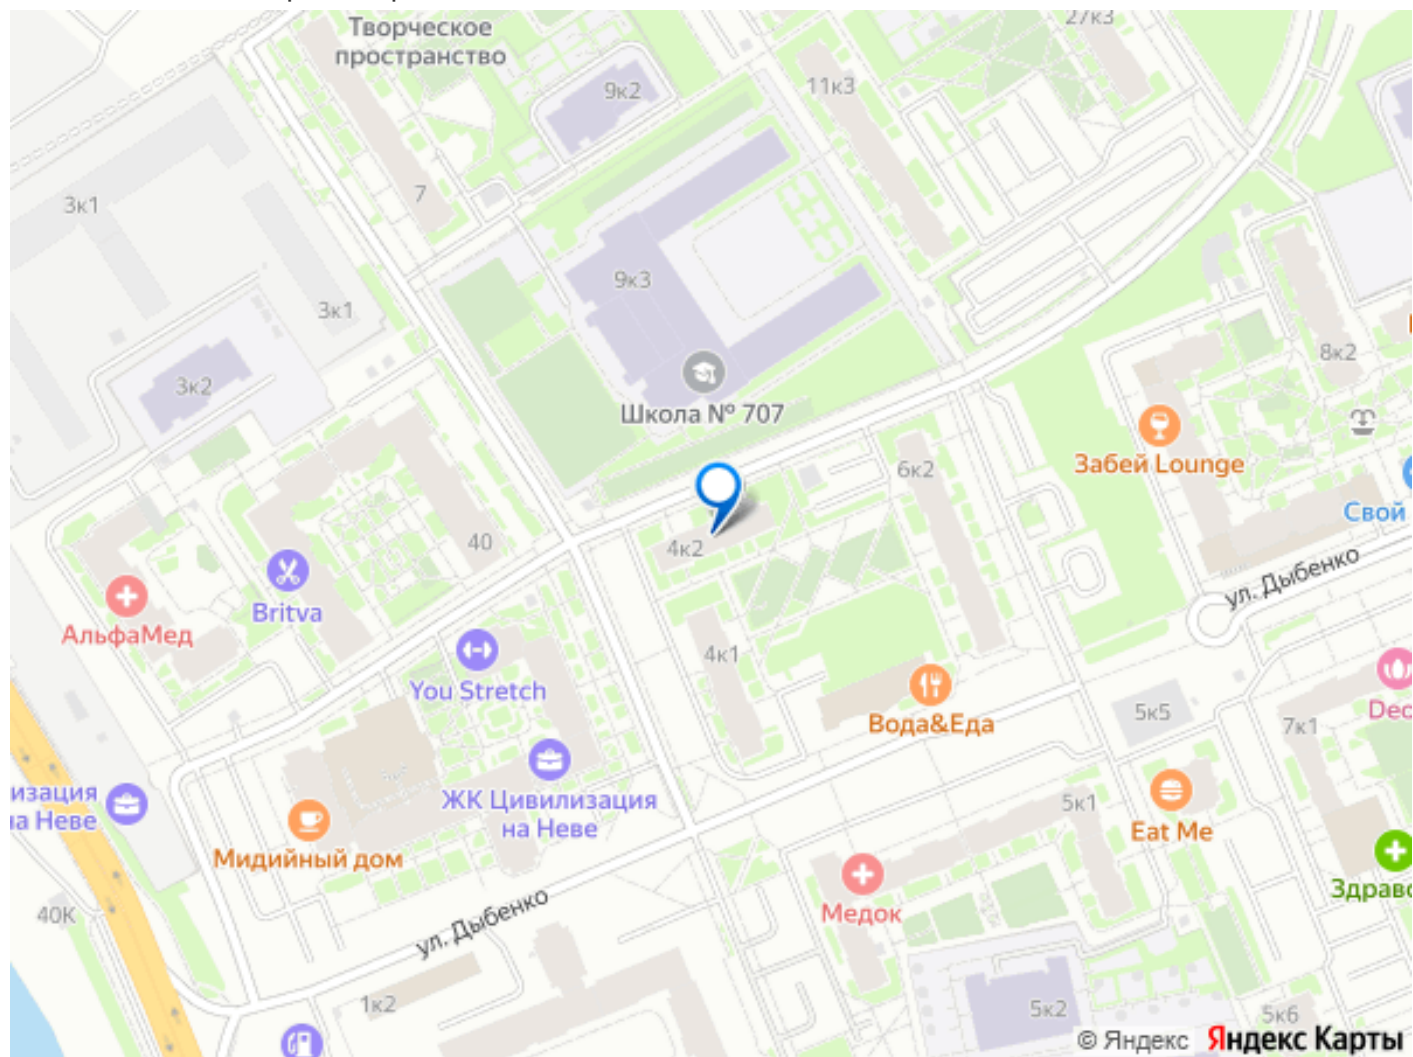 Творческое
пространство
27к3
9к2
11к3
7
3к1
9к3
3к1
8к2
3к2
Школа № 707
Забей Lounge
6к2
Свой
40
4к2
ул. Дыбенко
Britva
АльфаМед
4к1
You Stretch
Вода&Еда
5к5
7к1
изация
ЖК Цивилизация
на Неве
5к1
Eat Me
Мидийный дом
Медок
Здраво
40К
ул. Дыбенко
1к2
5к2
5к6
© Яндекс Яндекс Карты